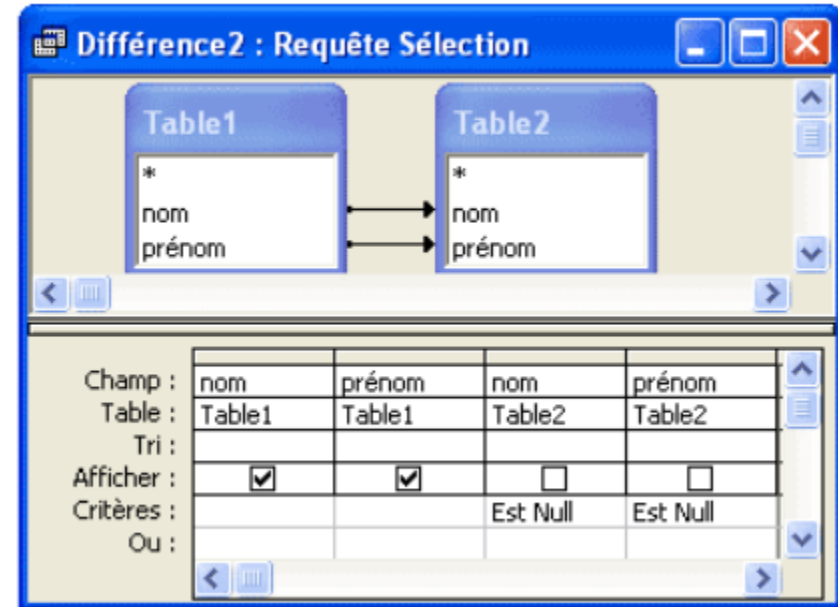 Différence2 : Requête Sélection
Table1 Table2
* *
nom nom
prénom prénom
Champ : nom prénom nom prénom
Table : Table1 Table1 Table2 Table2
Tri :
Afficher :
Critères : Est Null Est Null
Ou :